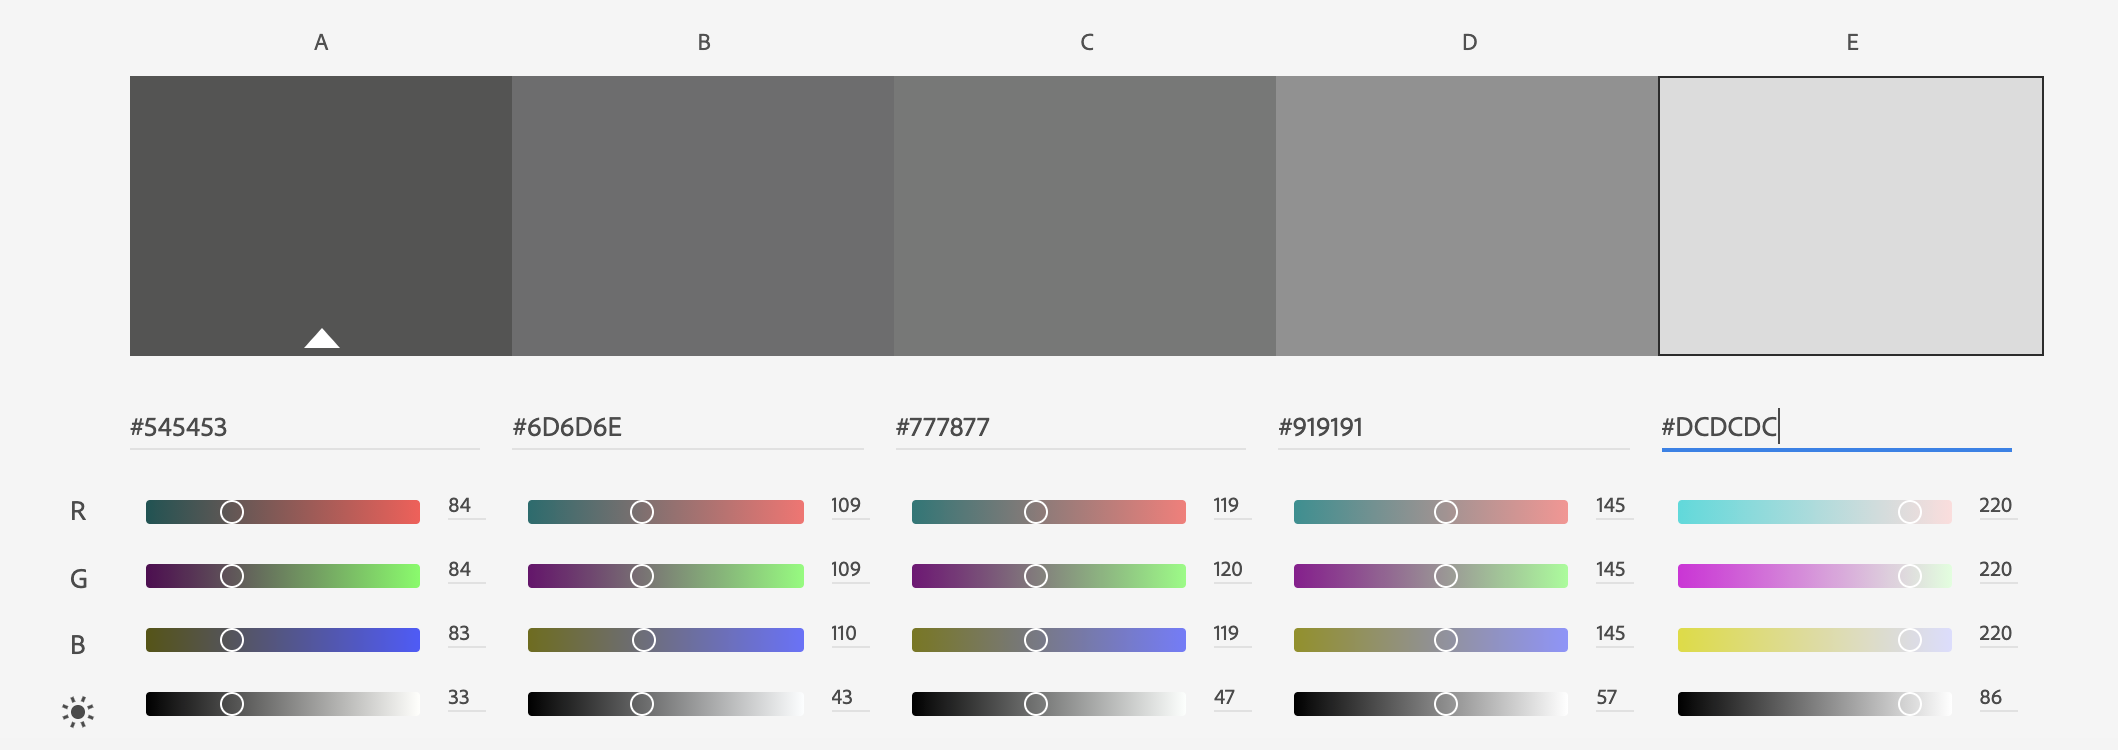 A B C D E
#545453 #6D6D6E #777877 #919191 #DCDCDC
R 84 109 119 145 220
G 84 109 120 145 220
B 83 110 119 145 220
33 43 47 57 86